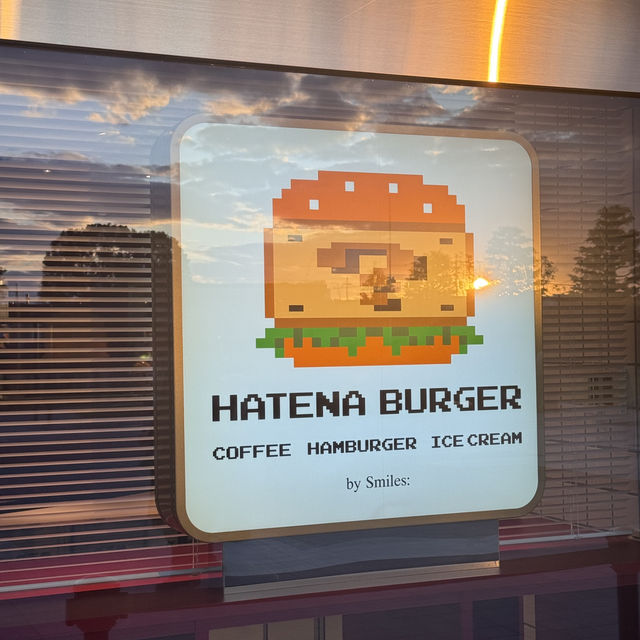 HATENA BURGER
COFFEE HAMBURGER ICE CREAM
by Smiles: